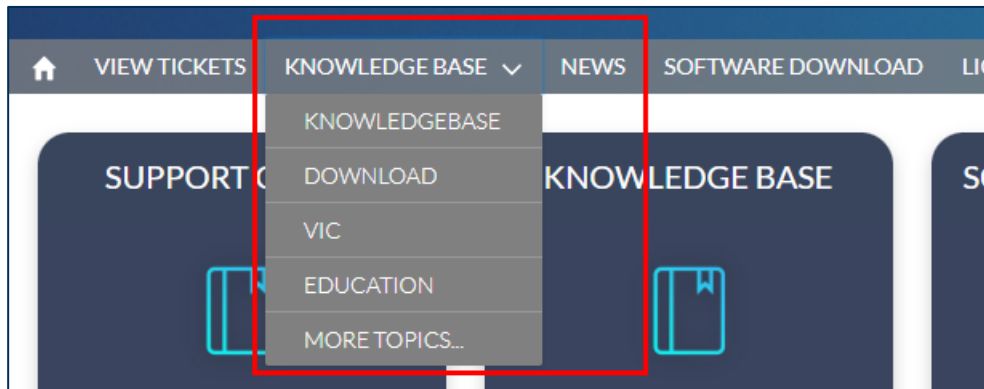 VIEW TICKETS KNOWLEDGE BASE NEWS SOFTWARE DOWNLOAD
KNOWLEDGEBASE
SUPPORT
DOWNLOAD
KNOWLEDGE BASE
VIC
EDUCATION
MORE TOPICS...